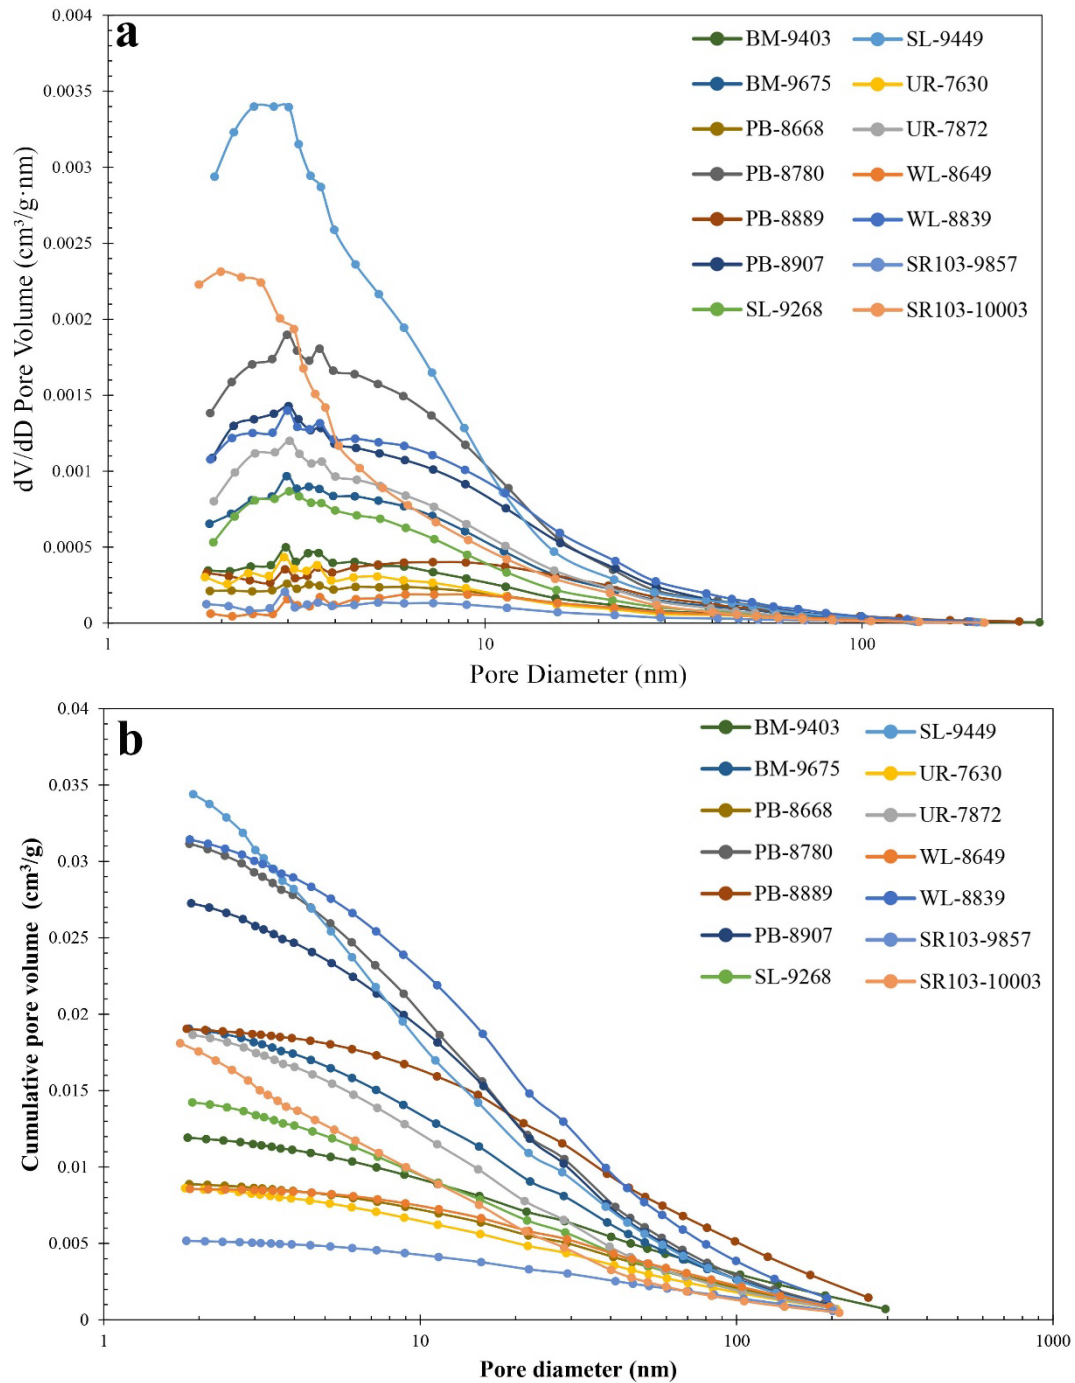 a
0.004
0.0035
0.003
0.0025
0.002
0.0015
0.001
0.0005
0
dV/dD Pore Volume (cm³/g·nm)
BM-9403
BM-9675
PB-8668
PB-8780
PB-8889
PB-8907
SL-9268
SL-9449
UR-7630
UR-7872
WL-8649
WL-8839
SR103-9857
SR103-10003
1
10
100
Pore Diameter (nm)
b
0.04
0.035
0.03
0.025
0.02
0.015
0.01
0.005
0
Cumulative pore volume (cm³/g)
BM-9403
BM-9675
PB-8668
PB-8780
PB-8889
PB-8907
SL-9268
SL-9449
UR-7630
UR-7872
WL-8649
WL-8839
SR103-9857
SR103-10003
1
10
100
1000
Pore diameter (nm)